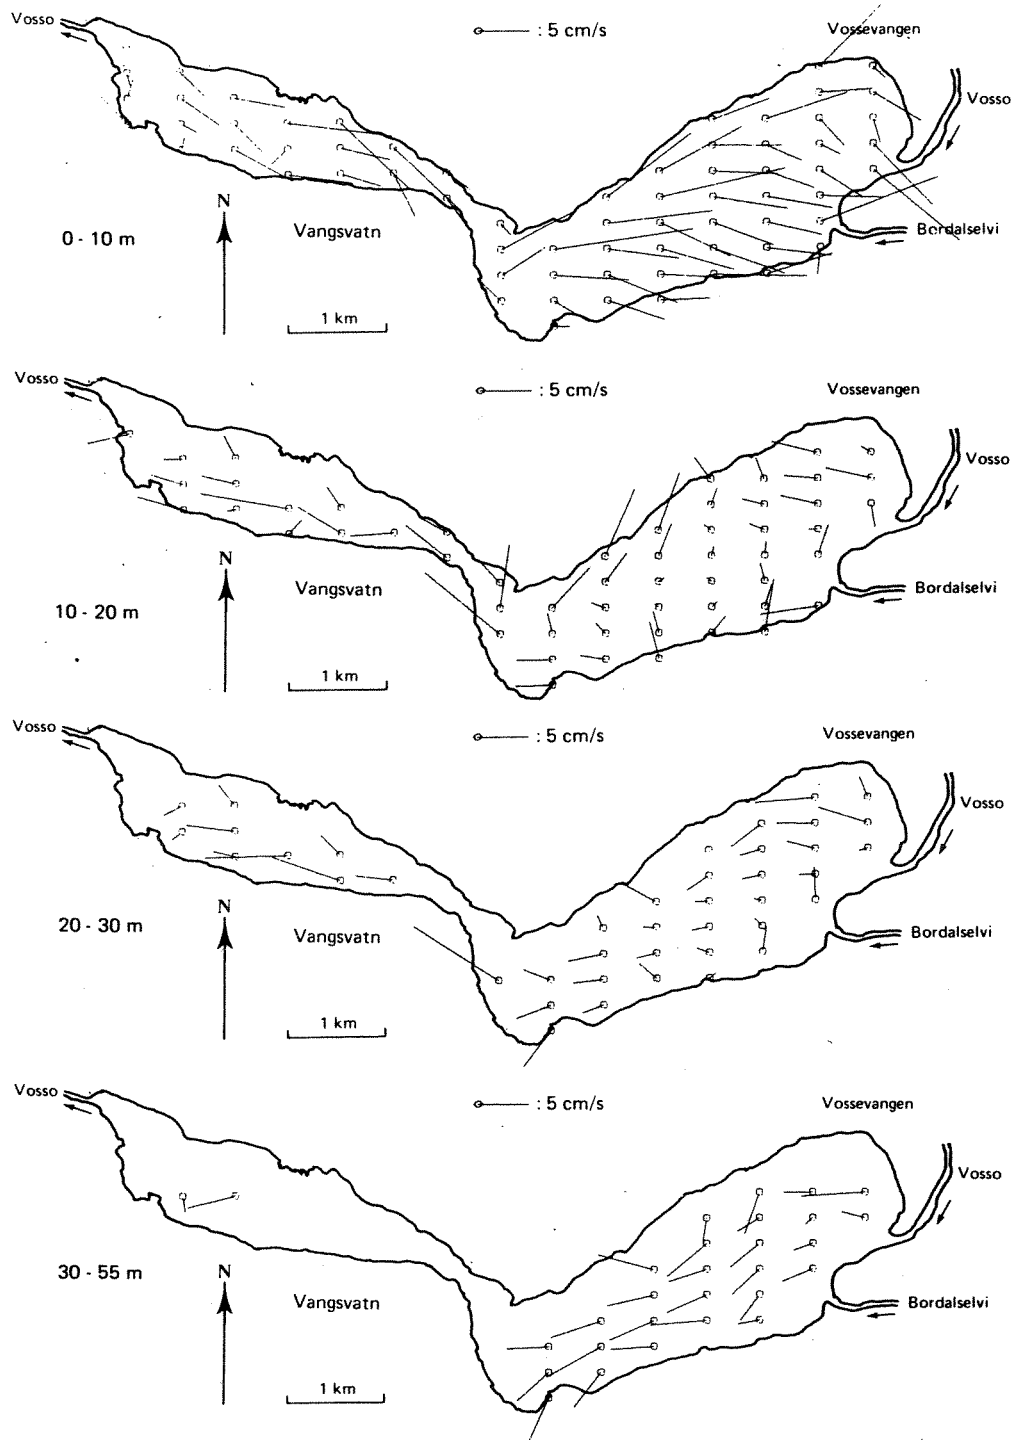 Vosso
: 5 cm/s
Vossevangen
Vosso
N
0 - 10 m
Vangsvatn
Bordalselvi
1 km
Vosso
: 5 cm/s
Vossevangen
Vosso
N
Vangsvatn
Bordalselvi
10 - 20 m
1 km
Vosso
: 5 cm/s
Vossevangen
Vosso
N
20 - 30 m
Vangsvatn
Bordalselvi
1 km
Vosso
: 5 cm/s
Vossevangen
Vosso
30 - 55 m
N
Vangsvatn
Bordalselvi
1 km